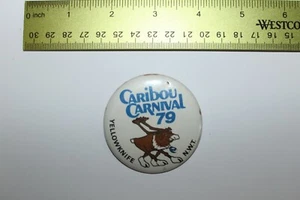 0 inch 1 2 3 4 5 6
WESTCO
30 29 28 27 26 25 24 23 22 21 20 19 18 17 16 15 14
CARIBOU
CARNIVAL
79
YELLOWKNIFE N.W.T.